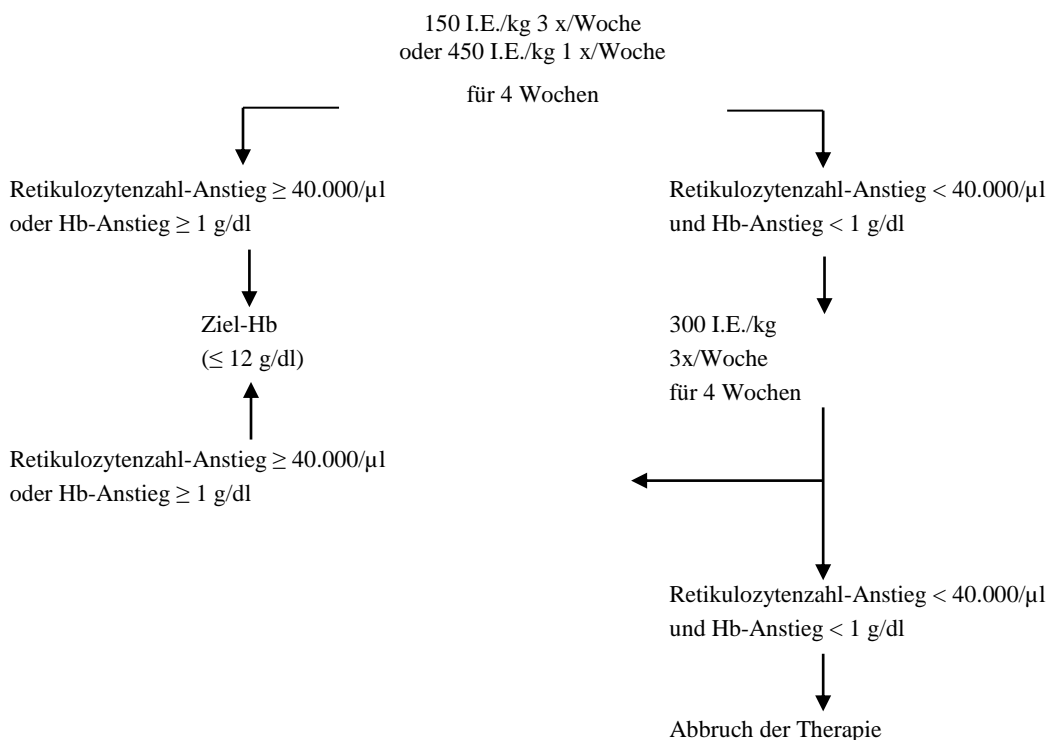 150 I.E./kg 3 x/Woche
oder 450 I.E./kg 1 x/Woche
für 4 Wochen
Retikulozytenzahl-Anstieg ≥ 40.000/µl
oder Hb-Anstieg ≥ 1 g/dl
Retikulozytenzahl-Anstieg < 40.000/µl
und Hb-Anstieg < 1 g/dl
Ziel-Hb
(≤ 12 g/dl)
300 I.E./kg
3x/Woche
für 4 Wochen
Retikulozytenzahl-Anstieg ≥ 40.000/µl
oder Hb-Anstieg ≥ 1 g/dl
Retikulozytenzahl-Anstieg < 40.000/µl
und Hb-Anstieg < 1 g/dl
Abbruch der Therapie